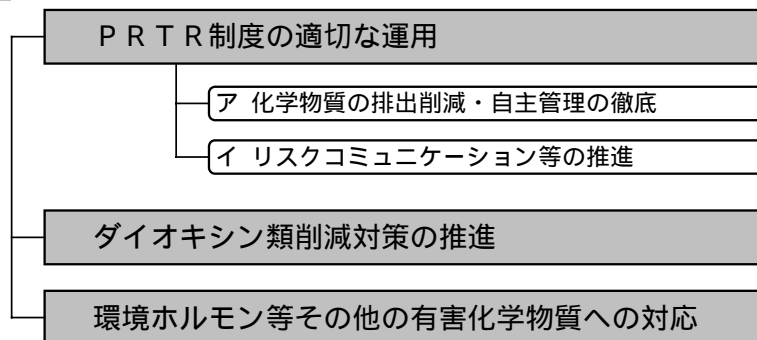 ＰＲＴＲ制度の適切な運用
ア 化学物質の排出削減・自主管理の徹底
イ リスクコミュニケーション等の推進
ダイオキシン類削減対策の推進
環境ホルモン等その他の有害化学物質への対応